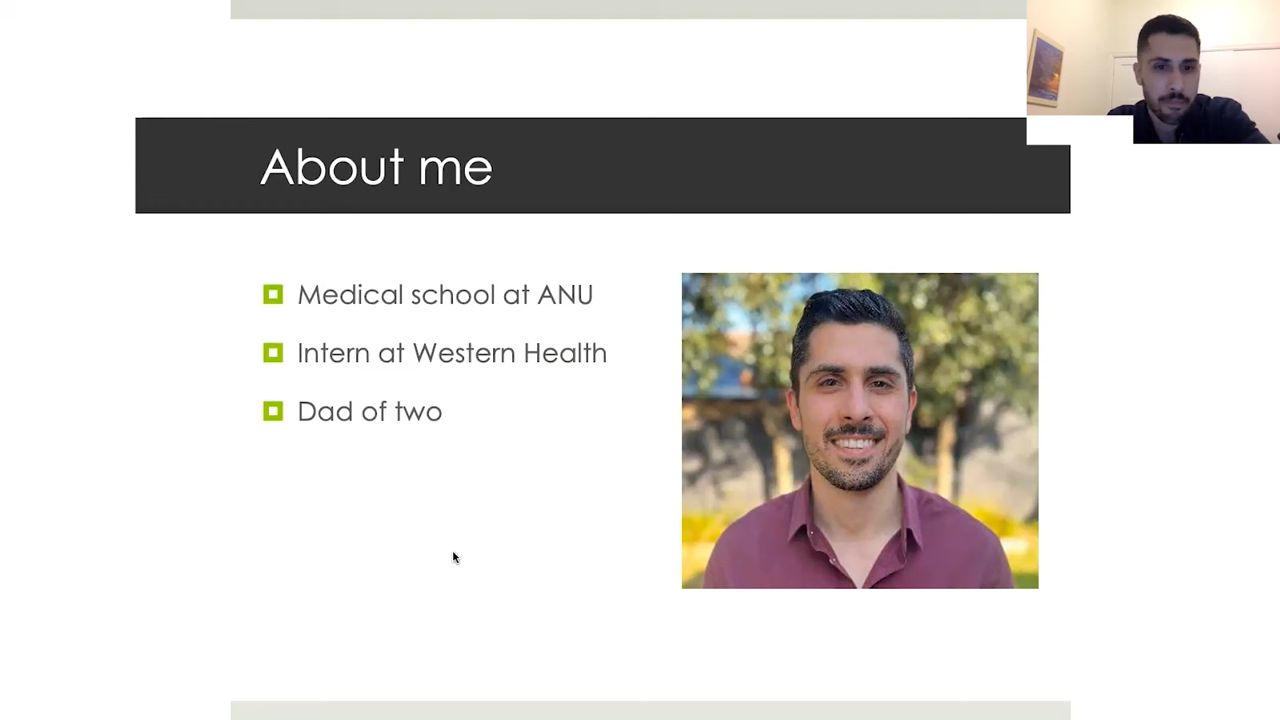 About me
Medical school at ANU
Intern at Western Health
Dad of two